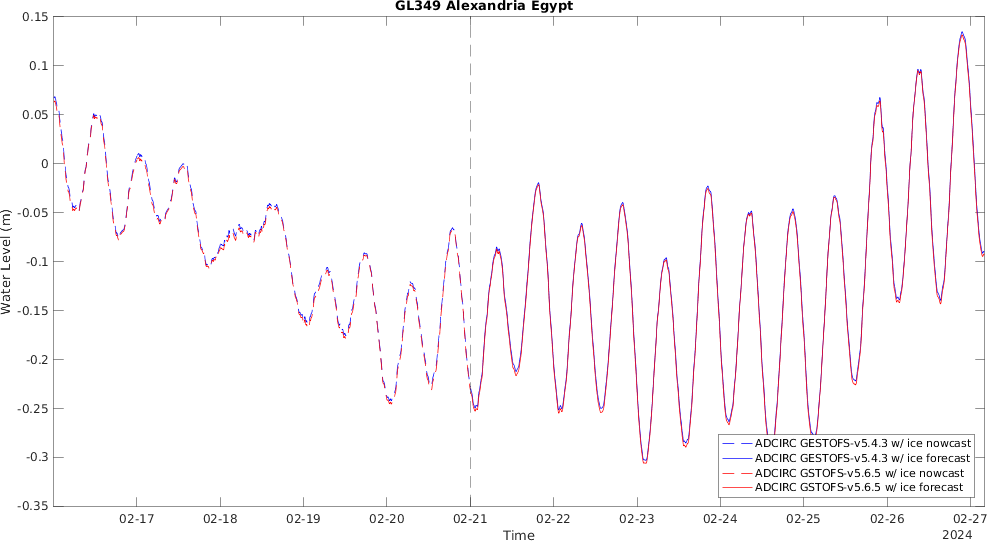 GL349 Alexandria Egypt
0.15
0.1
0.05
0
-0.05
-0.1
-0.15
-0.2
-0.25
-0.3
-0.35
Water Level (m)
ADCIRC GESTOFS-v5.4.3 w/ ice nowcast
ADCIRC GESTOFS-v5.4.3 w/ ice forecast
ADCIRC GSTOFS-v5.6.5 w/ ice nowcast
ADCIRC GSTOFS-v5.6.5 w/ ice forecast
02-17 02-18 02-19 02-20 02-21 02-22 02-23 02-24 02-25 02-26 02-27
Time
2024